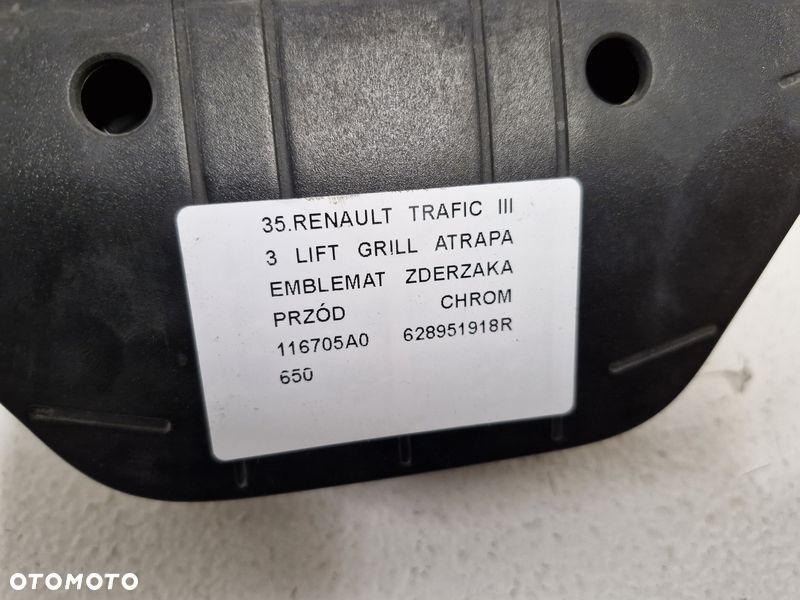 35.RENAULT TRAFIC III
3 LIFT GRILL ATRAPA
EMBLEMAT ZDERZAKA
PRZÓD CHROM
116705A0 628951918R
650
OTOMOTO